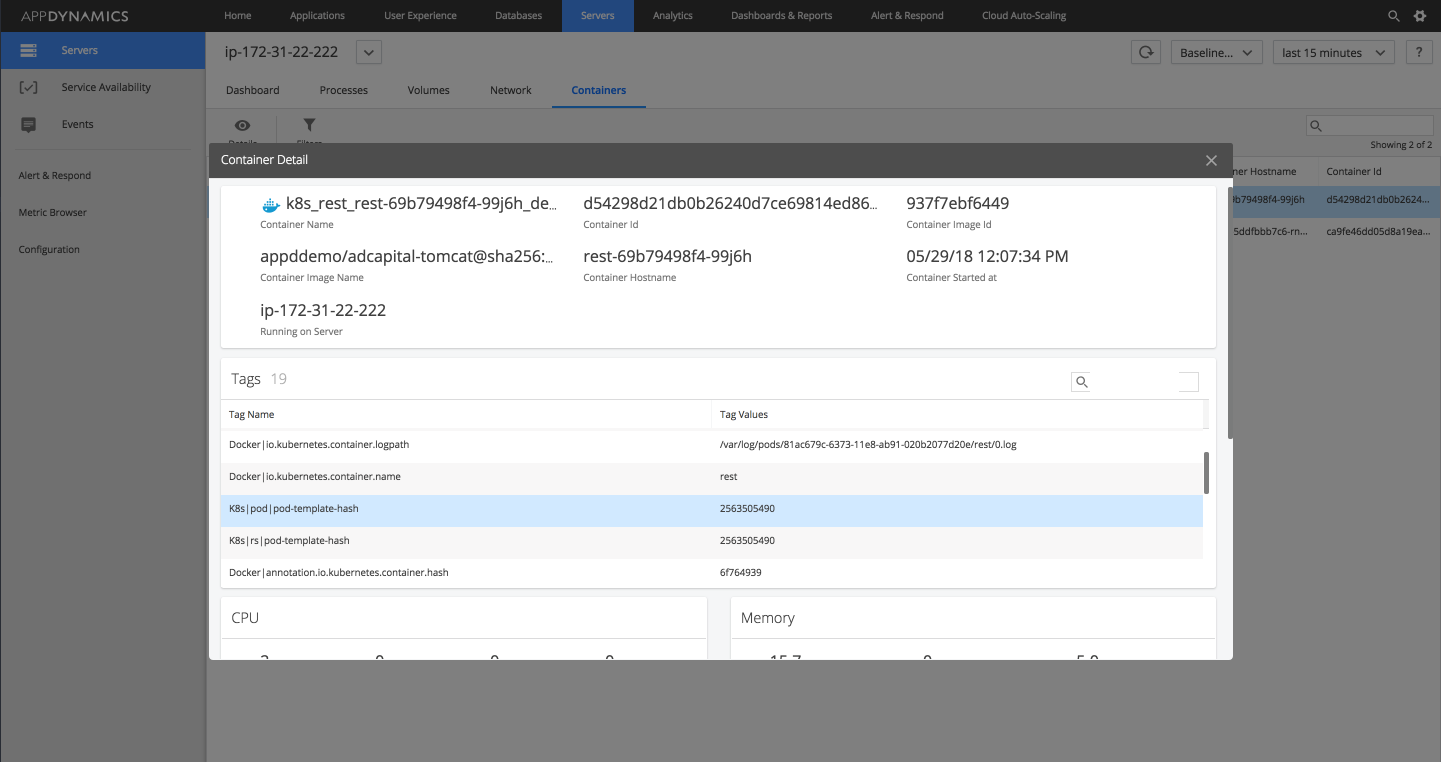 APPDYNAMICS
Home Applications User Experience Databases Servers Analytics Dashboards & Reports Alert & Respond Cloud Auto-Scaling
Servers
Service Availability
Events
Alert & Respond
Metric Browser
Configuration
ip-172-31-22-222
Baseline... last 15 minutes ?
Dashboard Processes Volumes Network Containers
Details Filters
Showing 2 of 2
ner Hostname Container Id
9b79498f4-99j6h d54298d21db0b2624...
5ddfbbb7c6-rn... ca9fe46dd05d8a19ea...
Container Detail
k8s_rest_rest-69b79498f4-99j6h_de... d54298d21db0b26240d7ce69814ed86... 937f7ebf6449
Container Name Container Id Container Image Id
appddemo/adcapital-tomcat@sha256:... rest-69b79498f4-99j6h 05/29/18 12:07:34 PM
Container Image Name Container Hostname Container Started at
ip-172-31-22-222
Running on Server
Tags 19
Tag Name Tag Values
Docker|io.kubernetes.container.logpath /var/log/pods/81ac679c-6373-11e8-ab91-020b2077d20e/rest/0.log
Docker|io.kubernetes.container.name rest
K8s|pod|pod-template-hash 2563505490
K8s|rs|pod-template-hash 2563505490
Docker|annotation.io.kubernetes.container.hash 6f764939
CPU Memory